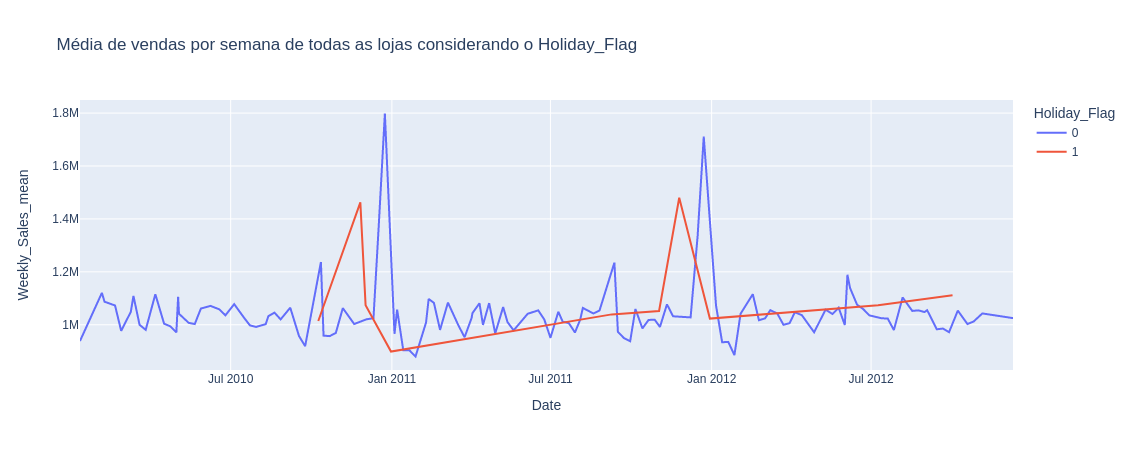 Média de vendas por semana de todas as lojas considerando o Holiday_Flag
Weekly_Sales_mean
1.8M
1.6M
1.4M
1.2M
1M
Jul 2010
Jan 2011
Jul 2011
Jan 2012
Jul 2012
Date
Holiday_Flag
0
1